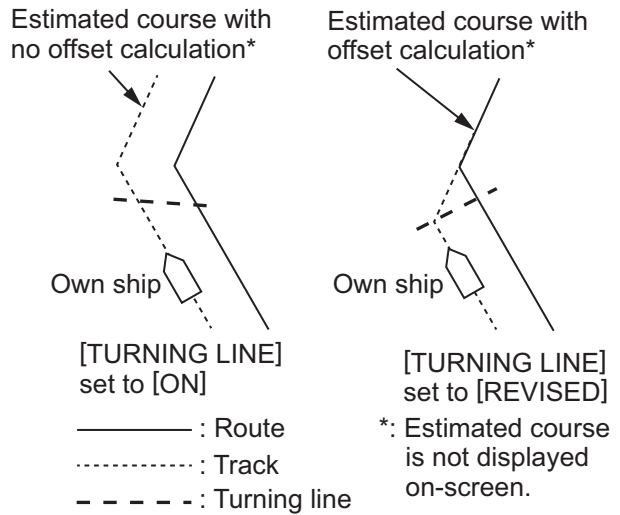 Estimated course with
no offset calculation*
Estimated course with
offset calculation*
Own ship
Own ship
[TURNING LINE]
set to [ON]
[TURNING LINE]
set to [REVISED]
: Route
: Track
: Turning line
*: Estimated course
is not displayed
on-screen.